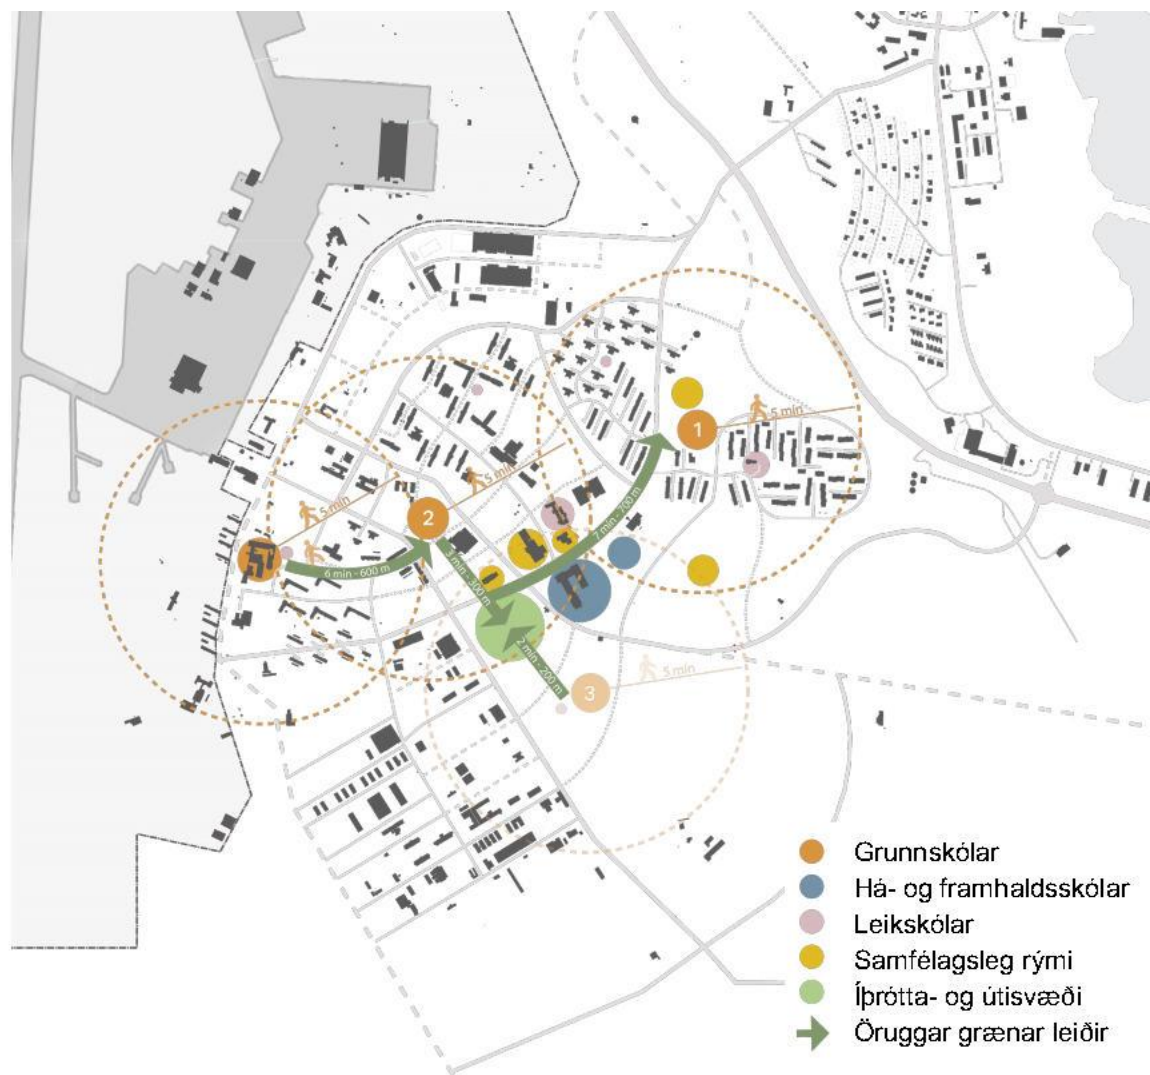 5 min
1
5 min
5 min
2
7 min - 700 m
6 min - 600 m
3 min - 300 m
2 min - 200 m
5 min
3
Grunnskólar
Há- og framhaldsskólar
Leikskólar
Samfélagsleg rými
Íþrótta- og útisvæði
Öruggar grænar leiðir